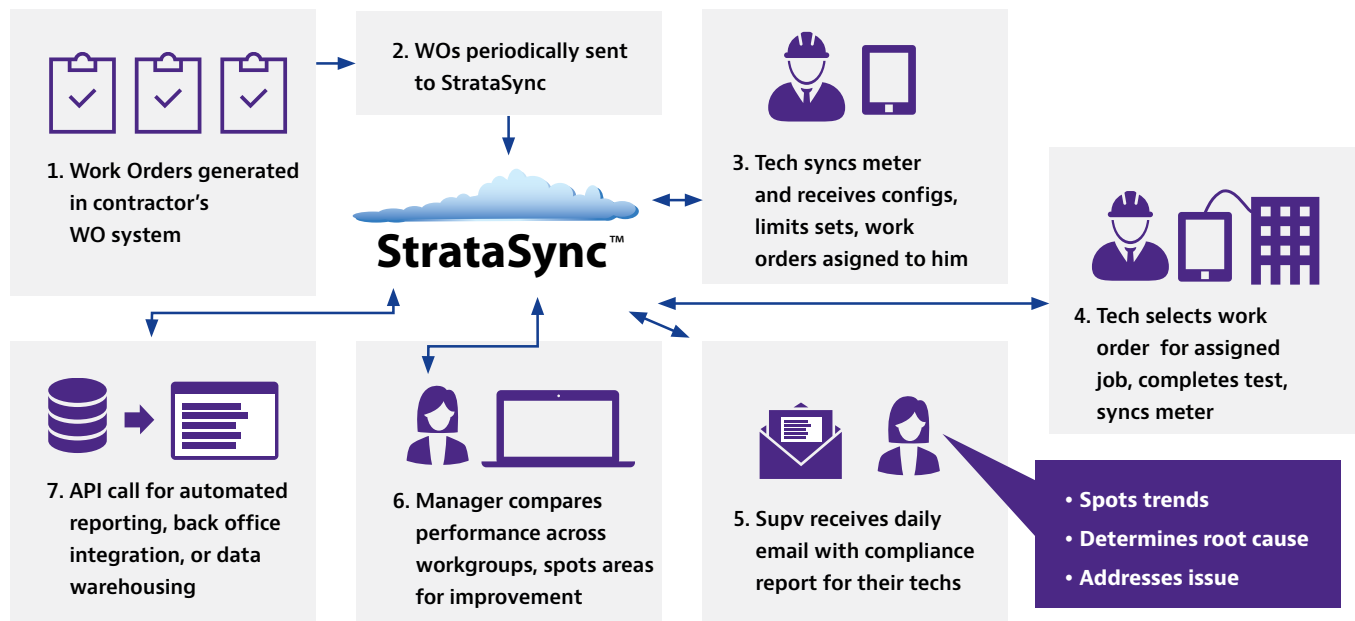 1. Work Orders generated
in contractor's
WO system
2. WOs periodically sent
to StrataSync
StrataSync™
3. Tech syncs meter
and receives configs,
limits sets, work
orders asigned to him
4. Tech selects work
order for assigned
job, completes test,
syncs meter
5. Supv receives daily
email with compliance
report for their techs
• Spots trends
• Determines root cause
• Addresses issue
6. Manager compares
performance across
workgroups, spots areas
for improvement
7. API call for automated
reporting, back office
integration, or data
warehousing